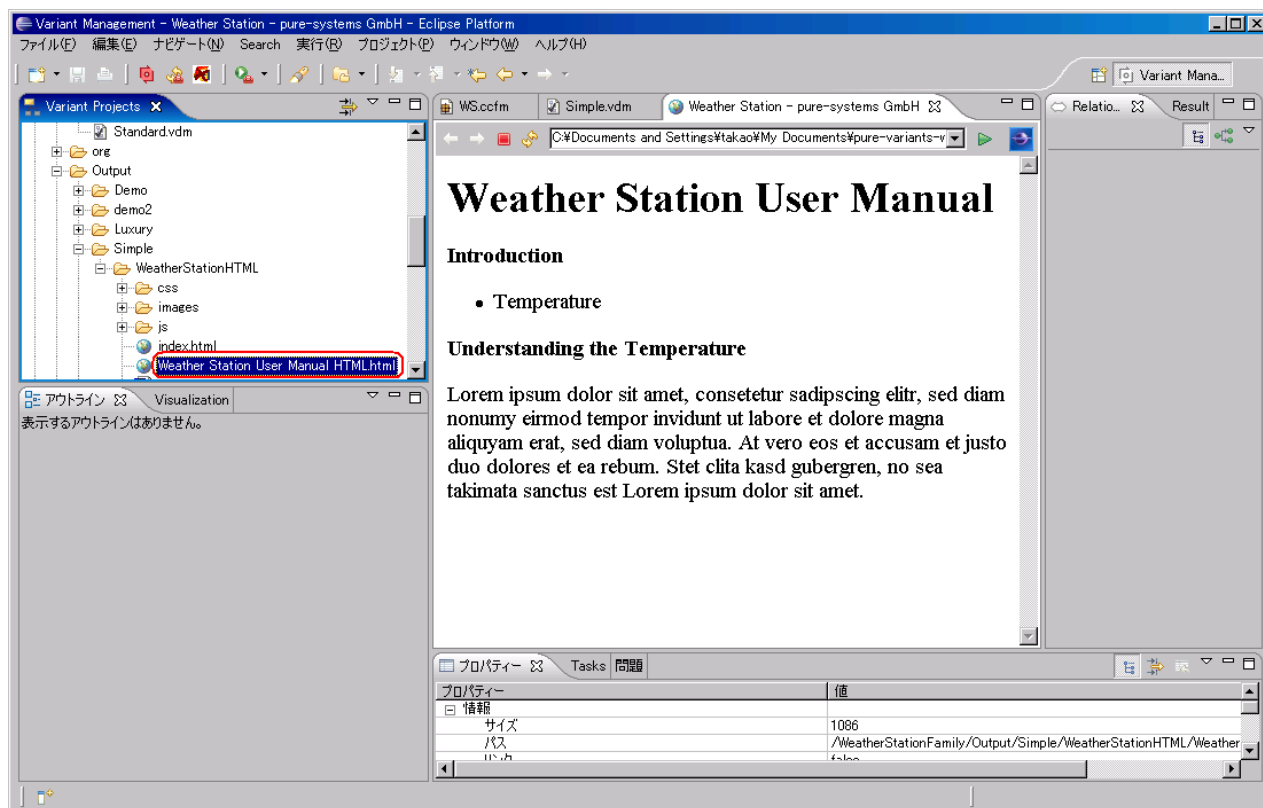 Variant Management - Weather Station - pure-systems GmbH - Eclipse Platform
ファイル(F) 編集(E) ナビゲート(N) Search 実行(R) プロジェクト(P) ウィンドウ(W) ヘルプ(H)
Variant Mana...
Variant Projects
Standard.vdm
org
Output
Demo
demo2
Luxury
Simple
WeatherStationHTML
css
images
js
index.html
Weather Station User Manual HTML.html
アウトライン Visualization
表示するアウトラインはありません。
WS.ccfm Simple.vdm Weather Station - pure-systems GmbH
C:¥Documents and Settings¥takao¥My Documents¥pure-variants-v
Weather Station User Manual
Introduction
• Temperature
Understanding the Temperature
Lorem ipsum dolor sit amet, consetetur sadipscing elitr, sed diam
nonumy eirmod tempor invidunt ut labore et dolore magna
aliquyam erat, sed diam voluptua. At vero eos et accusam et justo
duo dolores et ea rebum. Stet clita kasd gubergren, no sea
takimata sanctus est Lorem ipsum dolor sit amet.
Relatio... Result
プロパティー Tasks 問題
プロパティー 値
情報
サイズ 1086
パス /WeatherStationFamily/Output/Simple/WeatherStationHTML/Weather
リンク false